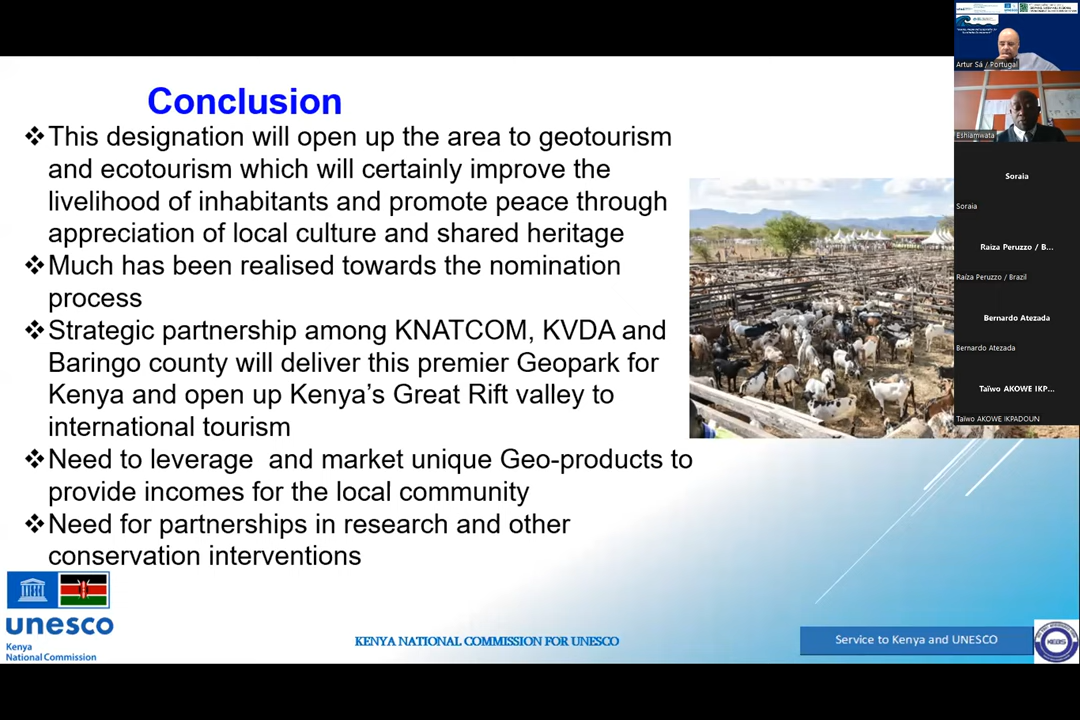 Conclusion
❖This designation will open up the area to geotourism
and ecotourism which will certainly improve the
livelihood of inhabitants and promote peace through
appreciation of local culture and shared heritage
❖Much has been realised towards the nomination
process
❖Strategic partnership among KNATCOM, KVDA and
Baringo county will deliver this premier Geopark for
Kenya and open up Kenya’s Great Rift valley to
international tourism
❖Need to leverage  and market unique Geo-products to
provide incomes for the local community
❖Need for partnerships in research and other
conservation interventions
unesco
Kenya
National Commission
KENYA NATIONAL COMMISSION FOR UNESCO
Service to Kenya and UNESCO
KEBS
Artur Sá / Portugal
Eshiamwata
Soraia
Soraia
Raiza Peruzzo / B...
Raíza Peruzzo / Brazil
Bernardo Atezada
Bernardo Atezada
Taïwo AKOWE IKP...
Taïwo AKOWE IKPADOUN